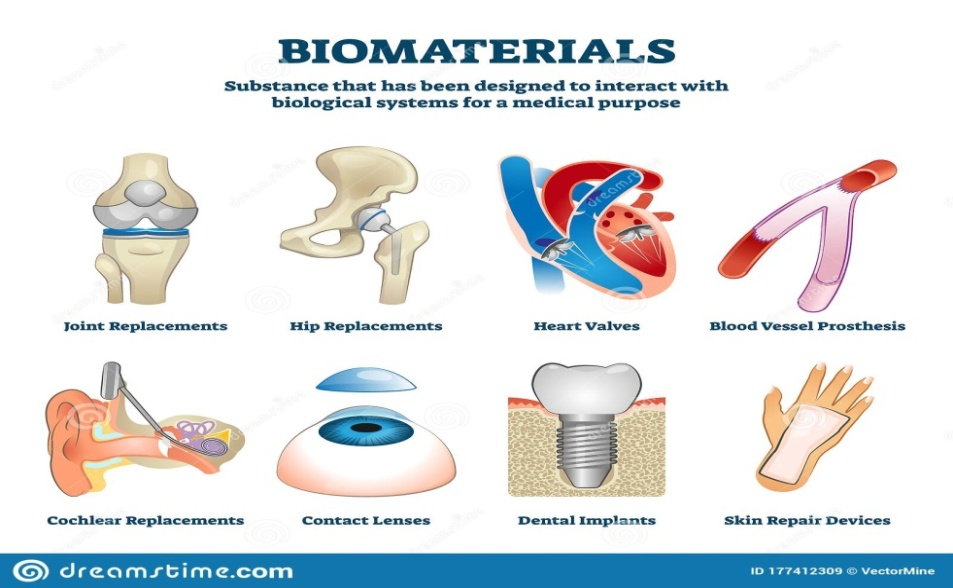 BIOMATERIALS
Substance that has been designed to interact with
biological systems for a medical purpose
Joint Replacements
Hip Replacements
Heart Valves
Blood Vessel Prosthesis
Cochlear Replacements
Contact Lenses
Dental Implants
Skin Repair Devices
dreamstime.com
ID 177412309 © VectorMine